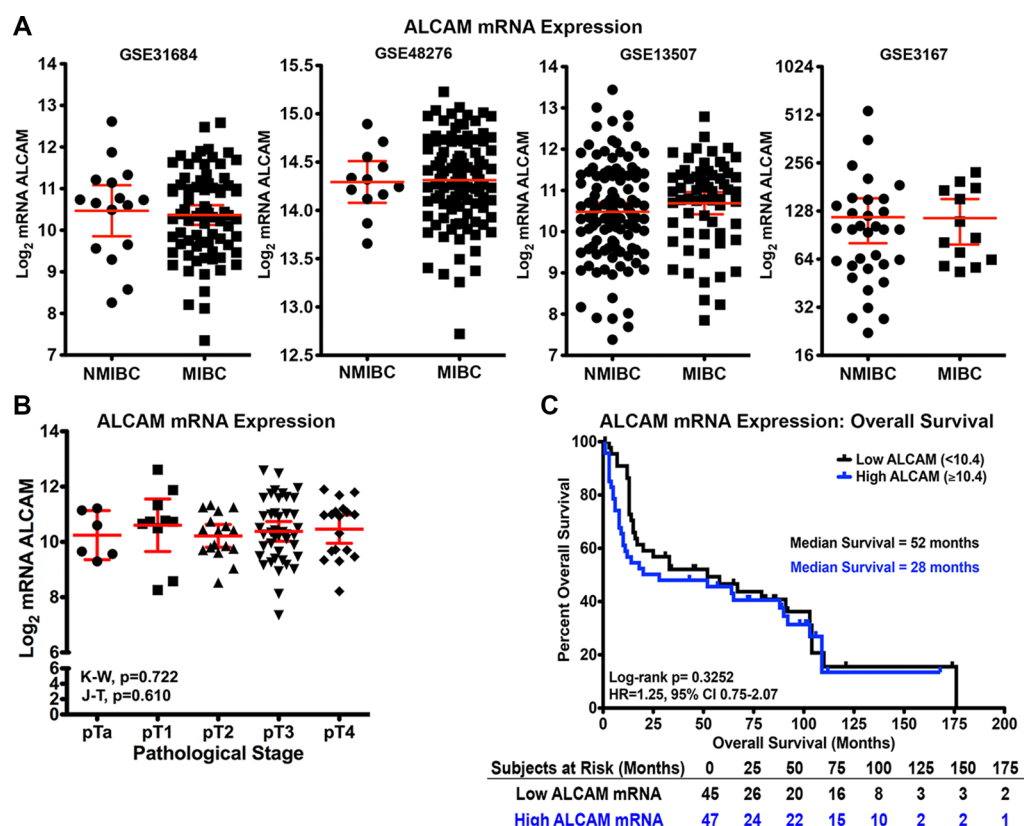 A
ALCAM mRNA Expression
GSE31684
GSE48276
GSE13507
GSE3167
Log2 mRNA ALCAM
14
13
12
11
10
9
8
7
NMIBC MIBC
Log2 mRNA ALCAM
15.5
15.0
14.5
14.0
13.5
13.0
12.5
NMIBC MIBC
Log2 mRNA ALCAM
14
13
12
11
10
9
8
7
NMIBC MIBC
Log2 mRNA ALCAM
1024
512
256
128
64
32
16
NMIBC MIBC
B
ALCAM mRNA Expression
Log2 mRNA ALCAM
14
12
10
8
6
6
4
2
0
K-W, p=0.722
J-T, p=0.610
pTa pT1 pT2 pT3 pT4
Pathological Stage
C
ALCAM mRNA Expression: Overall Survival
Percent Overall Survival
100
80
60
40
20
0
Low ALCAM (<10.4)
High ALCAM (≥10.4)
Median Survival = 52 months
Median Survival = 28 months
Log-rank p= 0.3252
HR=1.25, 95% CI 0.75-2.07
0 25 50 75 100 125 150 175 200
Overall Survival (Months)
Subjects at Risk (Months) 0 25 50 75 100 125 150 175
Low ALCAM mRNA 45 26 20 16 8 3 3 2
High ALCAM mRNA 47 24 22 15 10 2 2 1